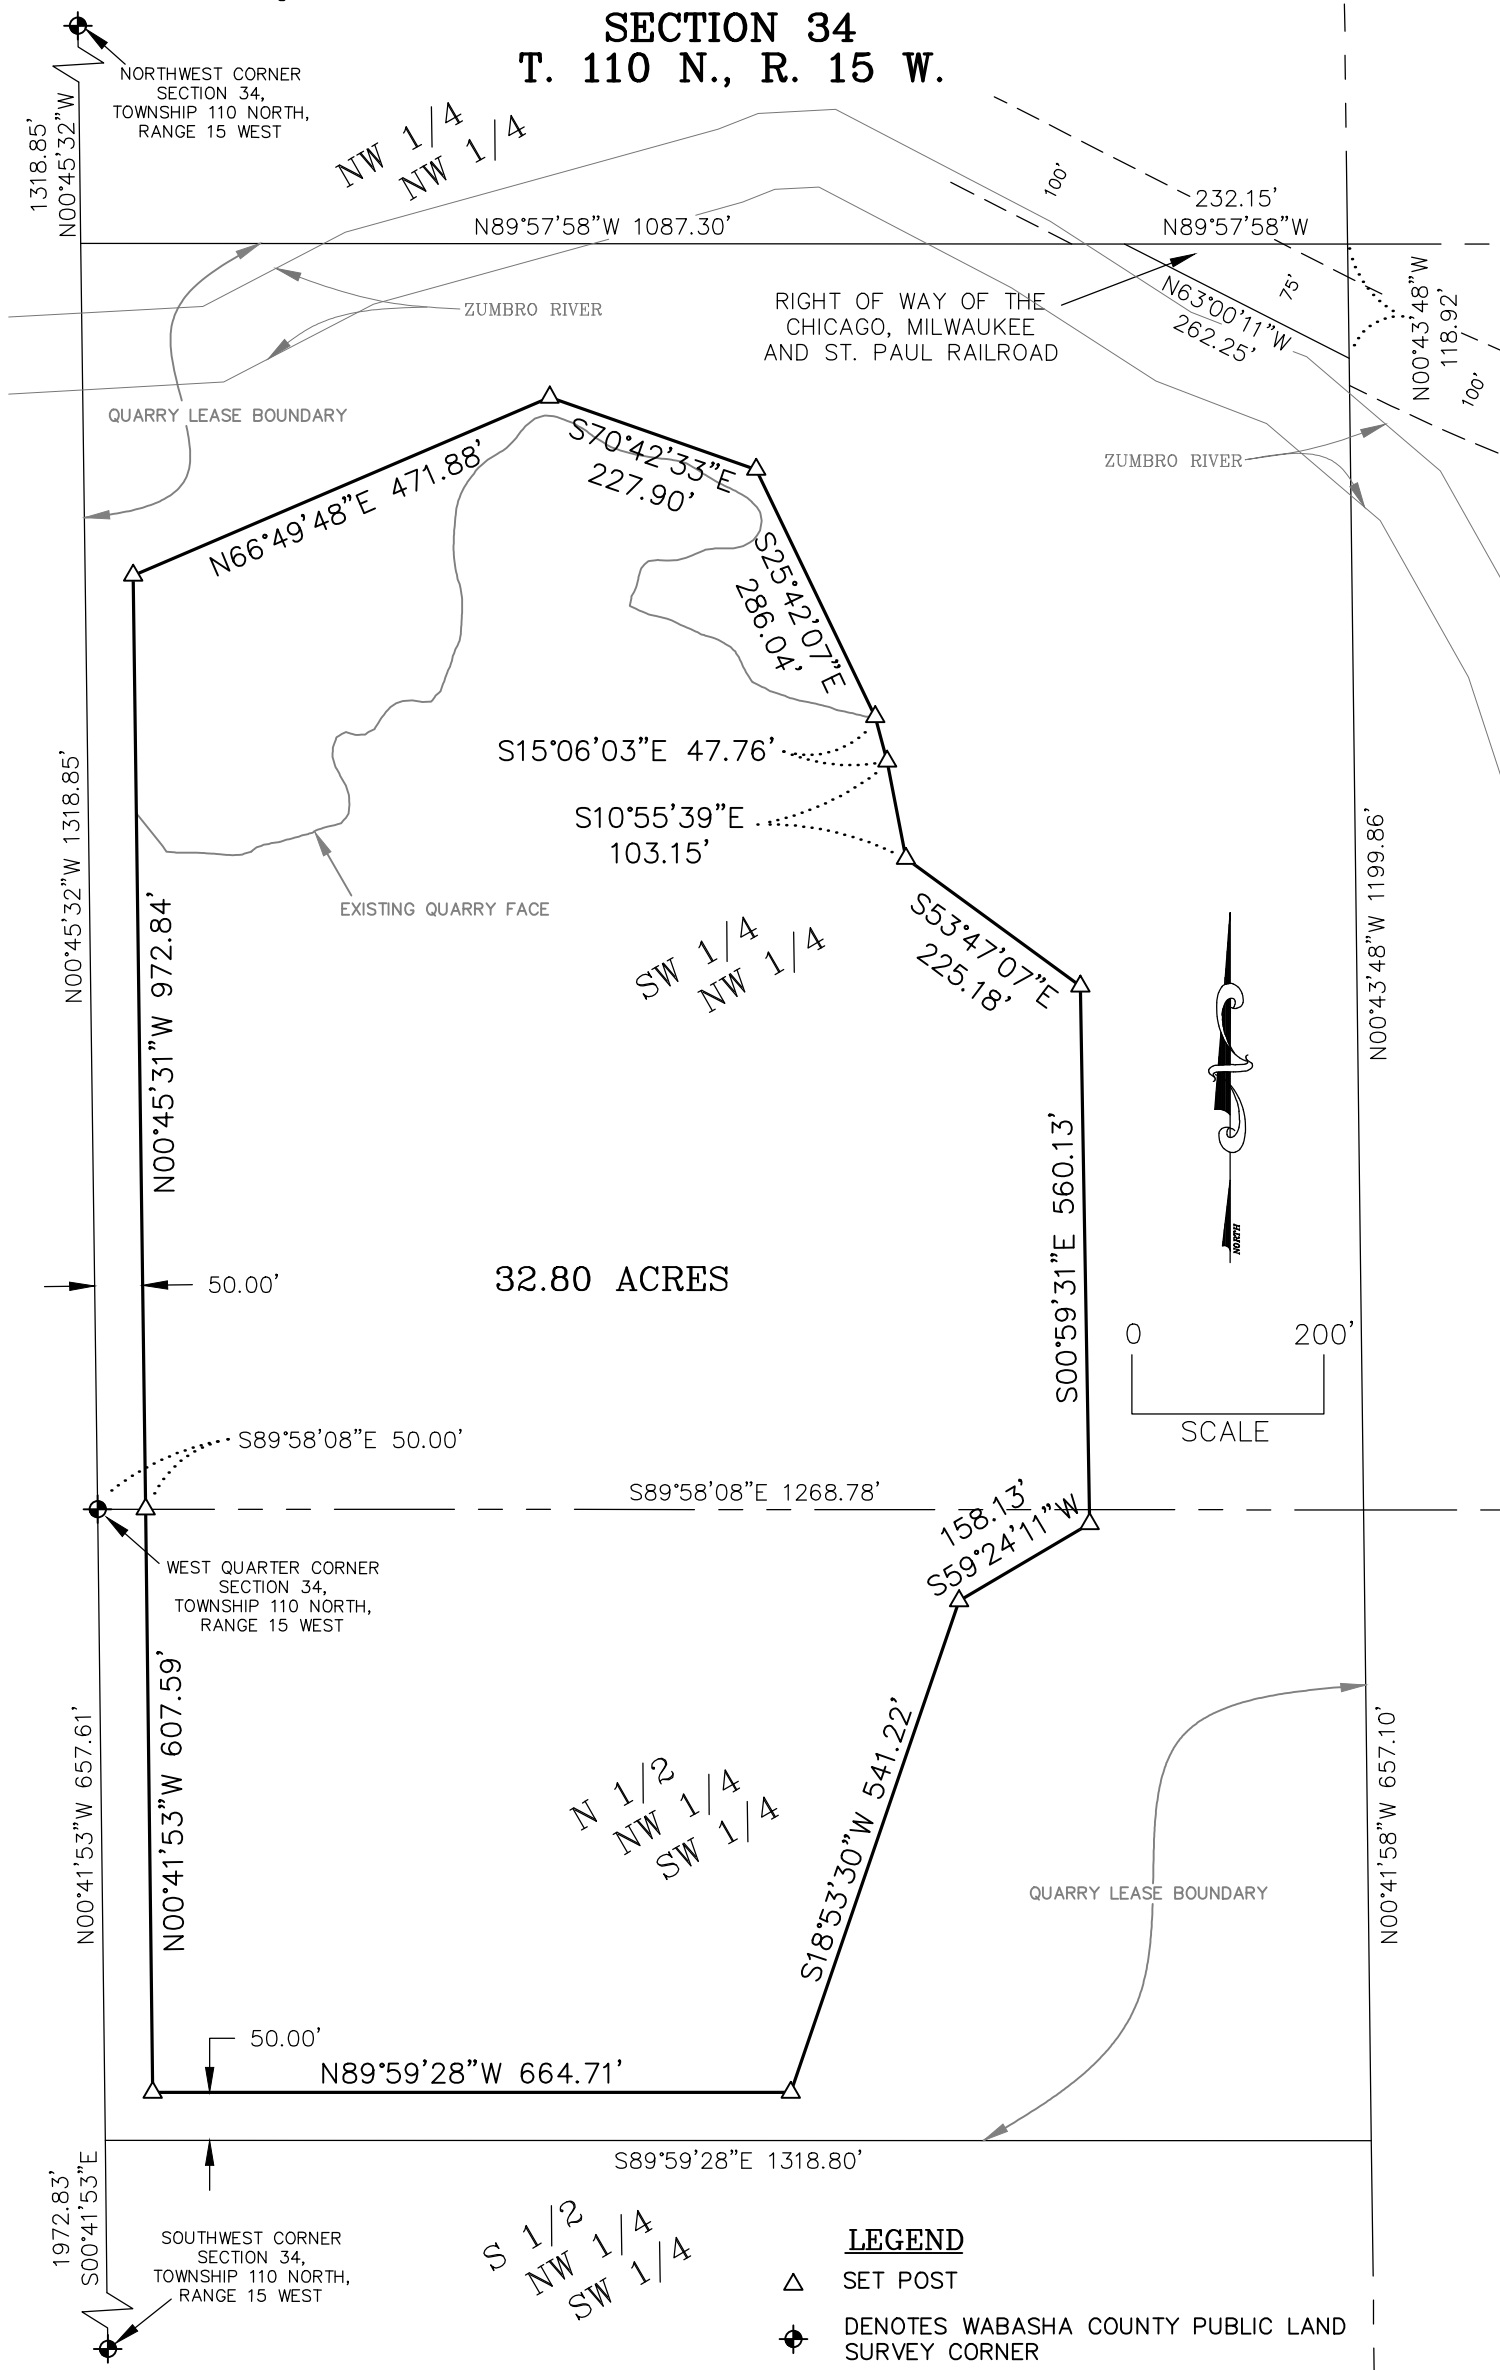 SECTION 34
T. 110 N., R. 15 W.
NORTHWEST CORNER
SECTION 34,
TOWNSHIP 110 NORTH,
RANGE 15 WEST
1318.85'
N00°45'32"W
NW 1/4
NW 1/4
100'
232.15'
N89°57'58"W 1087.30'
N89°57'58"W
RIGHT OF WAY OF THE
CHICAGO, MILWAUKEE
AND ST. PAUL RAILROAD
75'
N63°00'11"W
262.25'
N00°43'48"W
118.92'
100'
ZUMBRO RIVER
QUARRY LEASE BOUNDARY
ZUMBRO RIVER
N66°49'48"E 471.88'
S70°42'33"E
227.90'
S25°42'07"E
286.04'
S15°06'03"E 47.76'
S10°55'39"E
103.15'
N00°45'32"W 1318.85'
N00°45'31"W 972.84'
EXISTING QUARRY FACE
SW 1/4
NW 1/4
S53°47'07"E
225.18'
N00°43'48"W 1199.86'
NORTH
S00°59'31"E 560.13'
50.00'
32.80 ACRES
0 200'
SCALE
S89°58'08"E 50.00'
S89°58'08"E 1268.78'
158.13'
S59°24'11"W
WEST QUARTER CORNER
SECTION 34,
TOWNSHIP 110 NORTH,
RANGE 15 WEST
N00°41'53"W 657.61'
N00°41'53"W 607.59'
S18°53'30"W 541.22'
N 1/2
NW 1/4
SW 1/4
N00°41'58"W 657.10'
QUARRY LEASE BOUNDARY
50.00'
N89°59'28"W 664.71'
S89°59'28"E 1318.80'
1972.83'
S00°41'53"E
SOUTHWEST CORNER
SECTION 34,
TOWNSHIP 110 NORTH,
RANGE 15 WEST
S 1/2
NW 1/4
SW 1/4
LEGEND
SET POST
DENOTES WABASHA COUNTY PUBLIC LAND
SURVEY CORNER